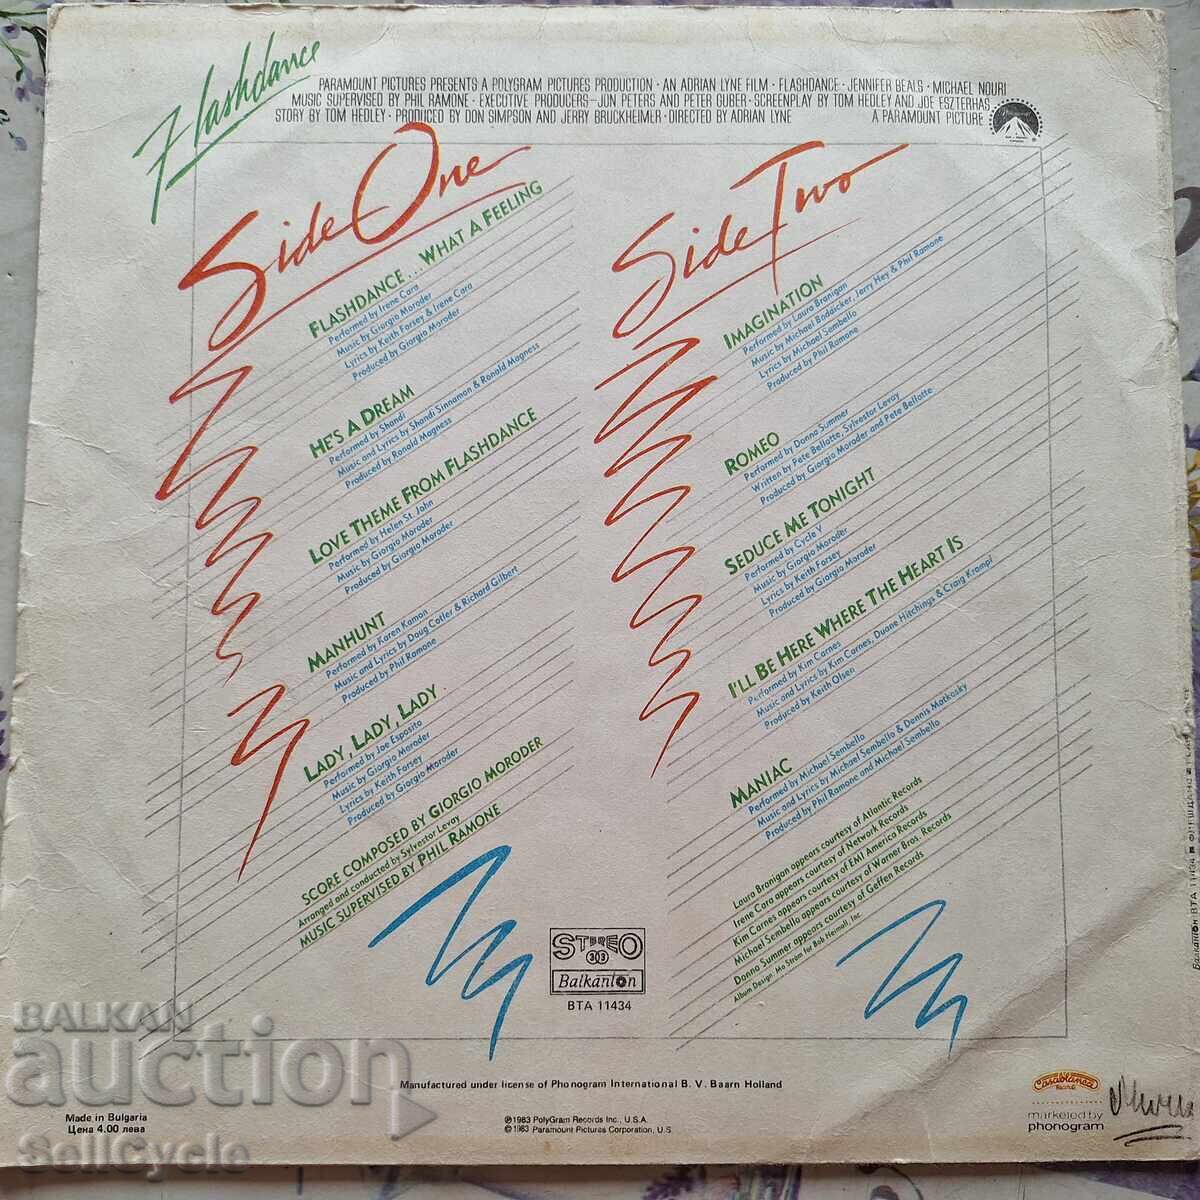 Flashdance
PARAMOUNT PICTURES PRESENTS A POLYGRAM PICTURES PRODUCTION · AN ADRIAN LYNE FILM · FLASHDANCE · JENNIFER BEALS · MICHAEL NOURI
MUSIC SUPERVISED BY PHIL RAMONE · EXECUTIVE PRODUCERS—JON PETERS AND PETER GUBER · SCREENPLAY BY TOM HEDLEY AND JOE ESZTERHAS
STORY BY TOM HEDLEY · PRODUCED BY DON SIMPSON AND JERRY BRUCKHEIMER · DIRECTED BY ADRIAN LYNE
A PARAMOUNT PICTURE
Side One
FLASHDANCE...WHAT A FEELING
Performed by Irene Cara
Music by Giorgio Moroder
Lyrics by Keith Forsey & Irene Cara
Produced by Giorgio Moroder
HE'S A DREAM
Performed by Shandi
Music and Lyrics by Shandi Sinnamon & Ronald Magness
Produced by Ronald Magness
LOVE THEME FROM FLASHDANCE
Performed by Helen St. John
Music by Giorgio Moroder
Produced by Giorgio Moroder
MANHUNT
Performed by Karen Kamon
Music and Lyrics by Doug Cotler & Richard Gilbert
Produced by Phil Ramone
LADY, LADY, LADY
Performed by Joe Esposito
Music by Giorgio Moroder
Lyrics by Keith Forsey
Produced by Giorgio Moroder
SCORE COMPOSED BY GIORGIO MORODER
Arranged and conducted by Sylvestor Levay
MUSIC SUPERVISED BY PHIL RAMONE
Side Two
IMAGINATION
Performed by Laura Branigan
Music by Michael Bodaicker, Jerry Hey & Phil Ramone
Lyrics by Michael Sembello
Produced by Phil Ramone
ROMEO
Performed by Donna Summer
Written by Pete Bellotte, Sylvester Levay
Produced by Giorgio Moroder and Pete Bellotte
SEDUCE ME TONIGHT
Performed by Cycle V
Music by Giorgio Moroder
Lyrics by Keith Forsey
Produced by Giorgio Moroder
I'LL BE HERE WHERE THE HEART IS
Performed by Kim Carnes
Music and Lyrics by Kim Carnes, Duane Hitchings & Craig Krampf
Produced by Keith Olsen
MANIAC
Performed by Michael Sembello
Music and Lyrics by Michael Sembello & Dennis Matkosky
Produced by Phil Ramone and Michael Sembello
Laura Branigan appears courtesy of Atlantic Records
Irene Cara appears courtesy of Network Records
Kim Carnes appears courtesy of EMI America Records
Michael Sembello appears courtesy of Warner Bros. Records
Donna Summer appears courtesy of Geffen Records
Album Design: Mo Ström for Bob Heimall, Inc.
STEREO
303
Balkanton
BTA 11434
Manufactured under license of Phonogram International B. V. Baarn Holland
Made in Bulgaria
Цена 4.00 лева
℗1983 PolyGram Records Inc., U.S.A.
©1983 Paramount Pictures Corporation, U.S.
Casablanca
marketed by
phonogram
BALKAN
auction
SellCycle